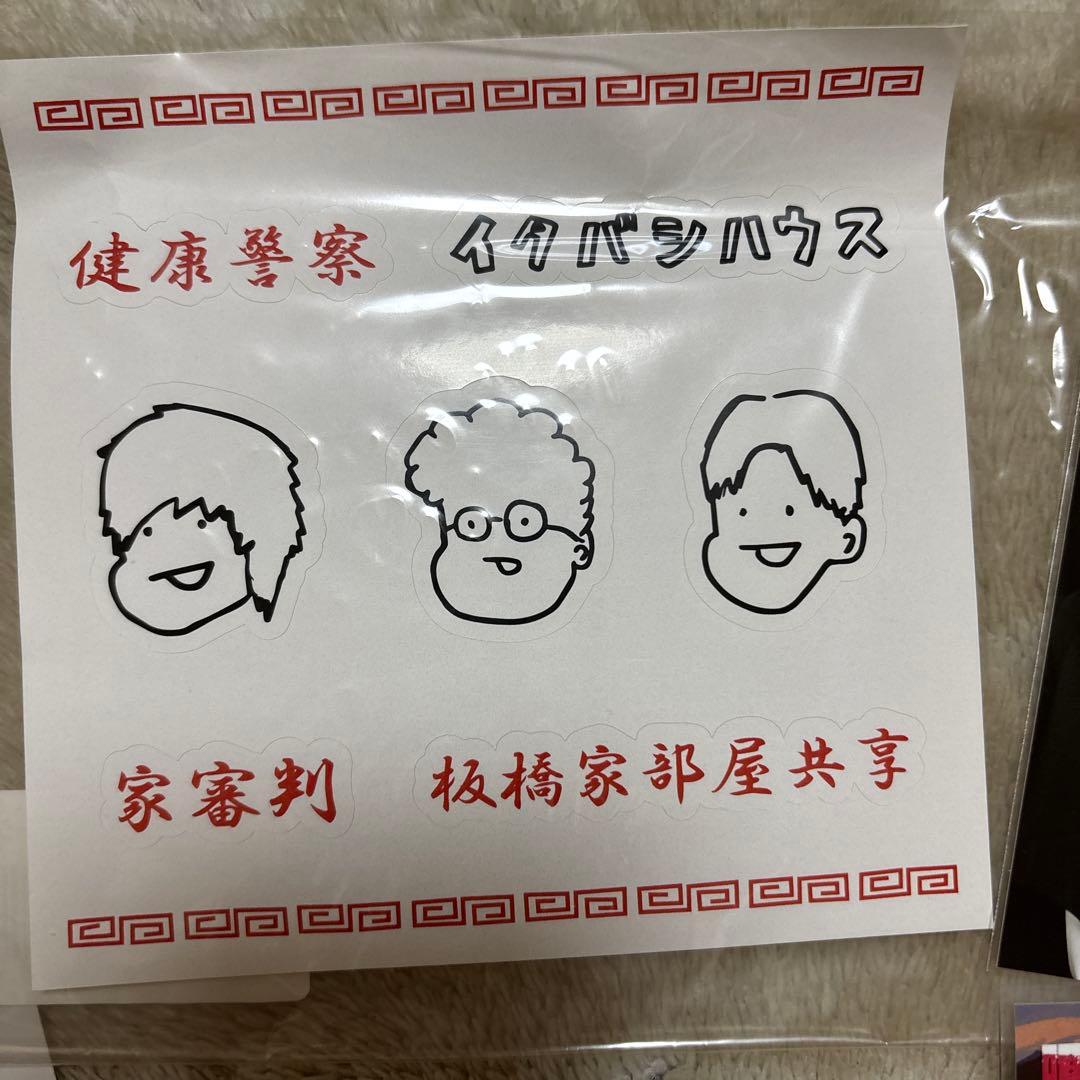 健康警察 イタバシハウス
家審判 板橋家部屋共享